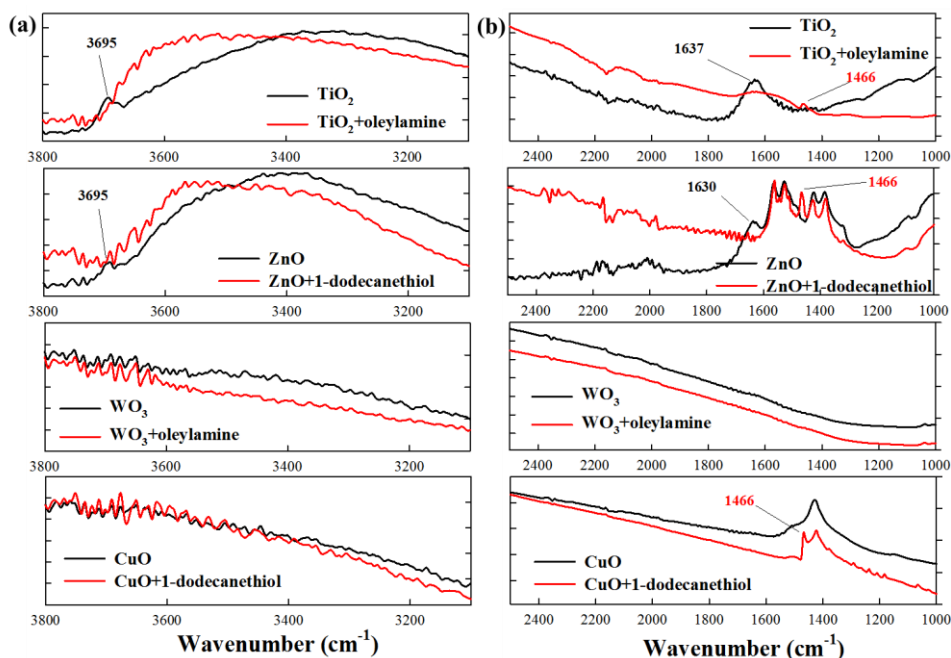 (a)
3695
TiO2
TiO2+oleylamine
3800 3600 3400 3200
3695
ZnO
ZnO+1-dodecanethiol
3800 3600 3400 3200
WO3
WO3+oleylamine
3800 3600 3400 3200
CuO
CuO+1-dodecanethiol
3800 3600 3400 3200
Wavenumber (cm-1)
(b)
TiO2
1637
TiO2+oleylamine
1466
2400 2200 2000 1800 1600 1400 1200 1000
1630
1466
ZnO
ZnO+1-dodecanethiol
2400 2200 2000 1800 1600 1400 1200 1000
WO3
WO3+oleylamine
2400 2200 2000 1800 1600 1400 1200 1000
1466
CuO
CuO+1-dodecanethiol
2400 2200 2000 1800 1600 1400 1200 1000
Wavenumber (cm-1)